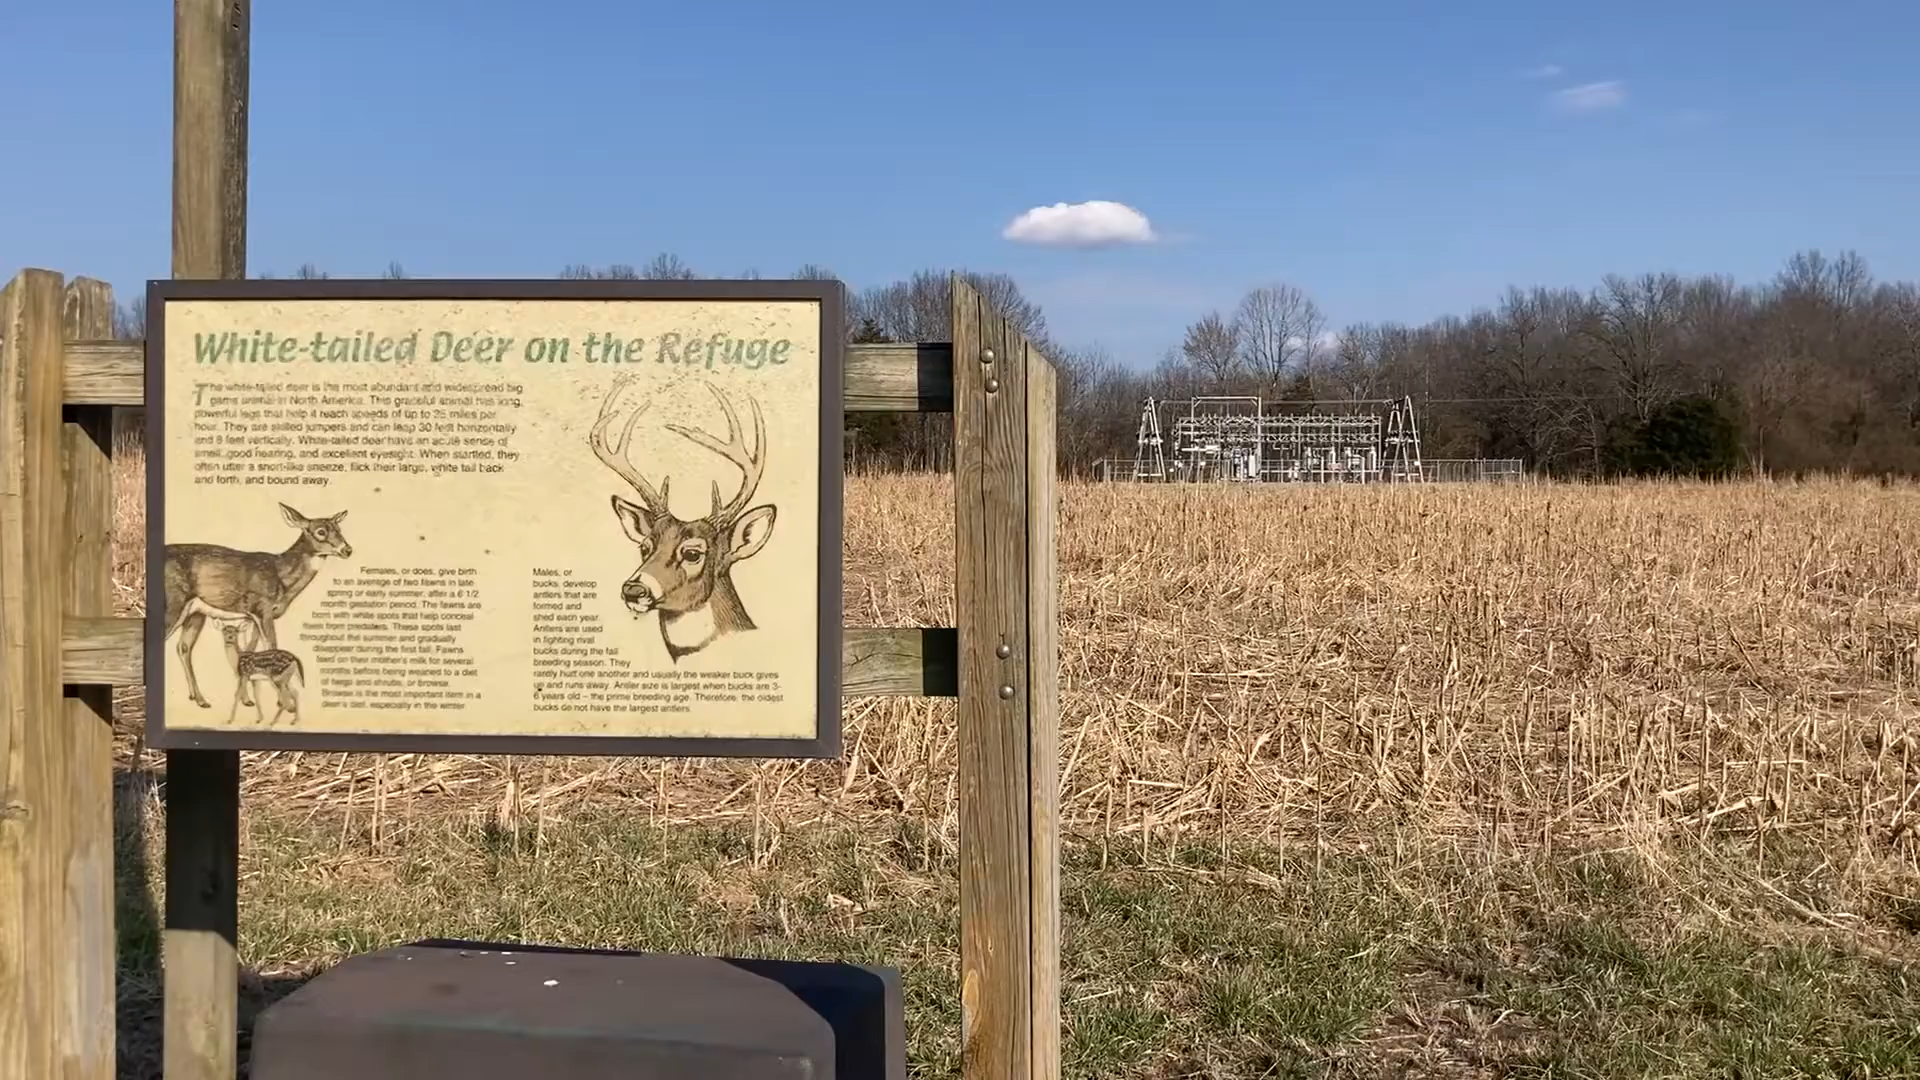 White-tailed Deer on the Refuge
The white-tailed deer is the most abundant and widespread big
game animal in North America. This graceful animal has long,
powerful legs that help it reach speeds of up to 35 miles per
hour. They are skilled jumpers and can leap 30 feet horizontally
and 8 feet vertically. White-tailed deer have an acute sense of
smell, good hearing, and excellent eyesight. When startled, they
often utter a snort-like sneeze, flick their large, white tail back
and forth, and bound away.
Females, or does, give birth
to an average of two fawns in late
spring or early summer, after a 6 1/2
month gestation period. The fawns are
born with white spots that help conceal
them from predators. These spots last
throughout the summer and gradually
disappear during the first fall. Fawns
feed on their mother's milk for several
months before being weaned to a diet
of twigs and shrubs, or browse.
Browse is the most important item in a
deer's diet, especially in the winter.
Males, or
bucks, develop
antlers that are
formed and
shed each year.
Antlers are used
in fighting rival
bucks during the fall
breeding season. They
rarely hurt one another and usually the weaker buck gives
up and runs away. Antler size is largest when bucks are 3-
6 years old – the prime breeding age. Therefore, the oldest
bucks do not have the largest antlers.